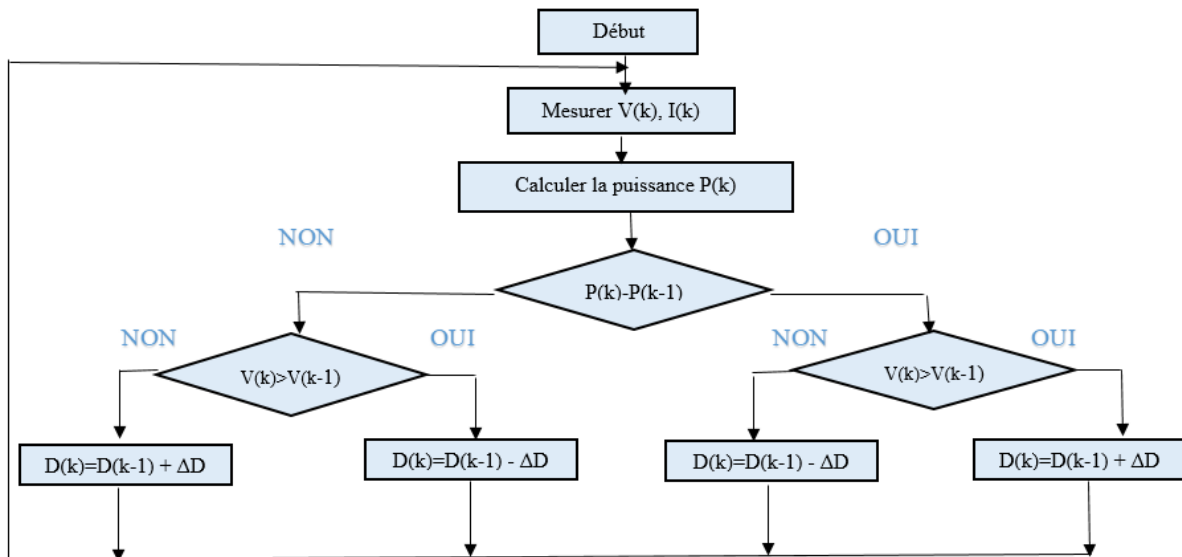 Début
Mesurer V(k), I(k)
Calculer la puissance P(k)
NON
OUI
P(k)-P(k-1)
NON
OUI
NON
OUI
V(k)>V(k-1)
V(k)>V(k-1)
D(k)=D(k-1) + ΔD
D(k)=D(k-1) - ΔD
D(k)=D(k-1) - ΔD
D(k)=D(k-1) + ΔD